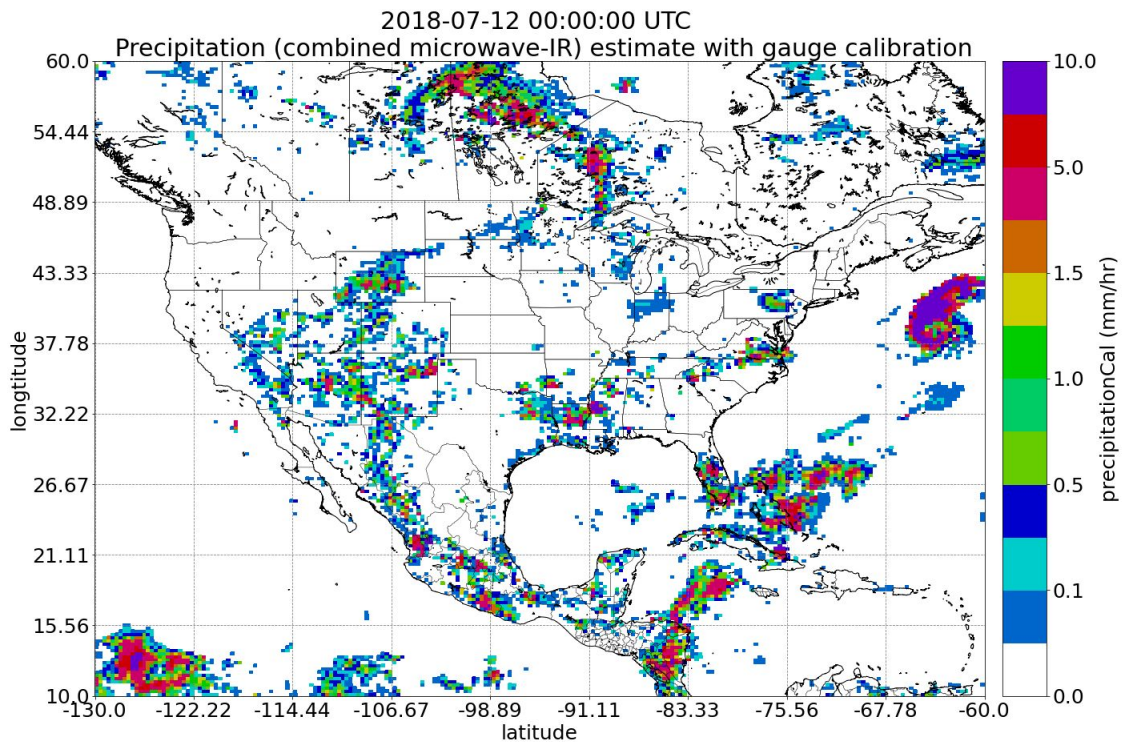 2018-07-12 00:00:00 UTC
Precipitation (combined microwave-IR) estimate with gauge calibration
60.0
54.44
48.89
43.33
37.78
32.22
26.67
21.11
15.56
10.0
longtitude
-130.0 -122.22 -114.44 -106.67 -98.89 -91.11 -83.33 -75.56 -67.78 -60.0
latitude
10.0
5.0
1.5
1.0
0.5
0.1
0.0
precipitationCal (mm/hr)